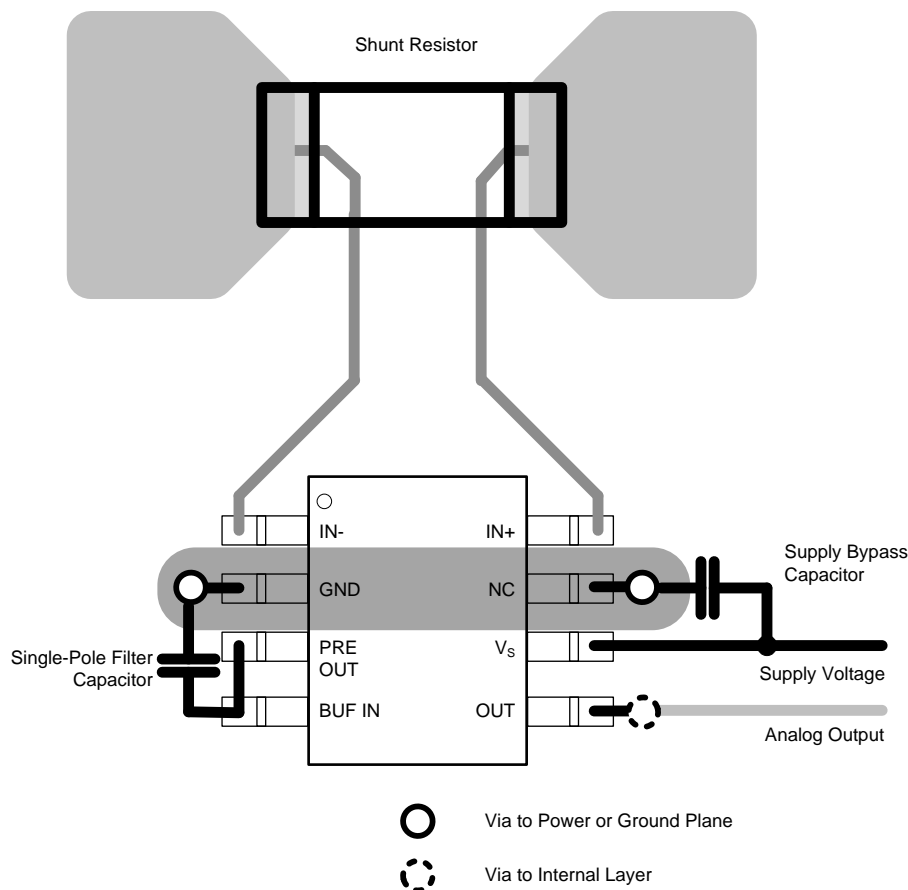 Shunt Resistor
IN-
IN+
GND
NC
Supply Bypass
Capacitor
PRE
OUT
VS
Single-Pole Filter
Capacitor
Supply Voltage
BUF IN
OUT
Analog Output
Via to Power or Ground Plane
Via to Internal Layer